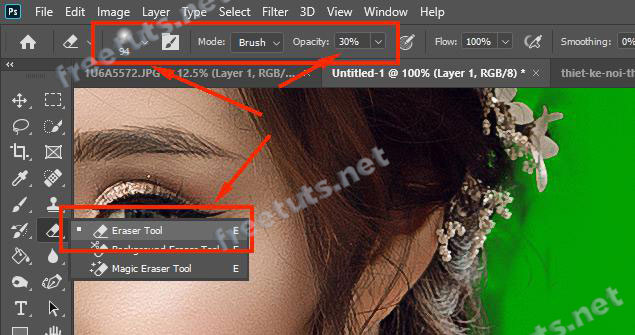 Ps File Edit Image Layer Type Select Filter 3D View Window Help
94 Mode: Brush Opacity: 30% Flow: 100% Smoothing: 0%
1U6A5572.JPG @ 12.5% (Layer 1, RGB/... × Untitled-1 @ 100% (Layer 1, RGB/8) * × thiet-ke-noi-th
Eraser Tool E
Background Eraser Tool E
Magic Eraser Tool E
T
freetuts.net
freetuts.net
freetuts.net
freetuts.net